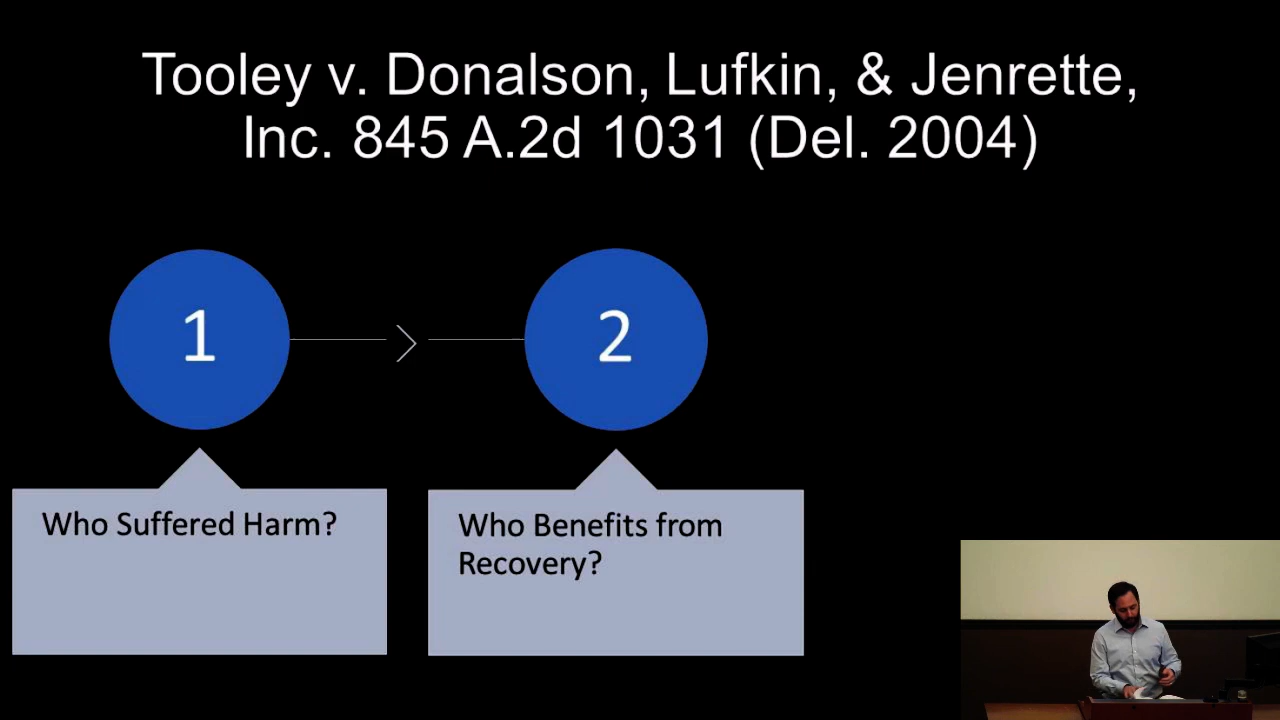 Tooley v. Donalson, Lufkin, & Jenrette,
Inc. 845 A.2d 1031 (Del. 2004)
1
2
Who Suffered Harm?
Who Benefits from
Recovery?